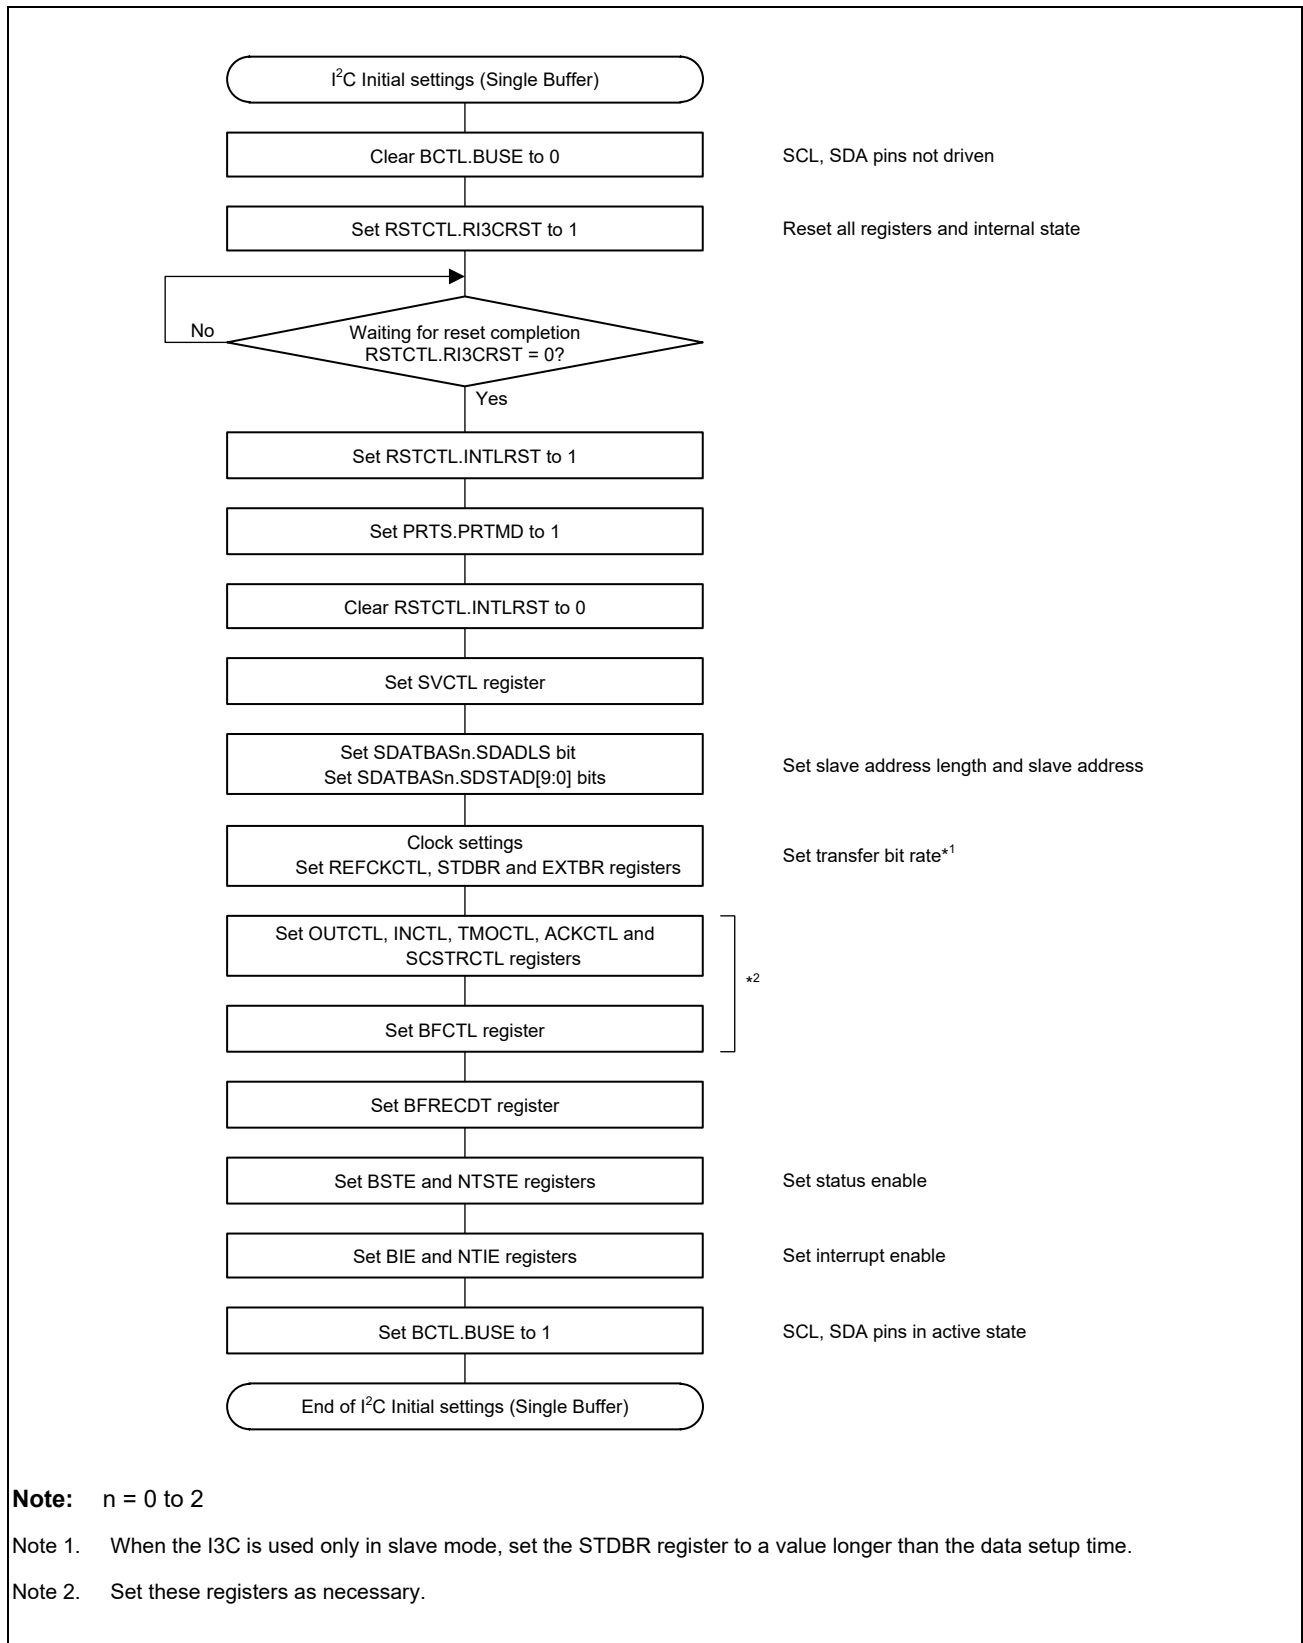 I²C Initial settings (Single Buffer)
Clear BCTL.BUSE to 0
SCL, SDA pins not driven
Set RSTCTL.RI3CRST to 1
Reset all registers and internal state
No
Waiting for reset completion
RSTCTL.RI3CRST = 0?
Yes
Set RSTCTL.INTLRST to 1
Set PRTS.PRTMD to 1
Clear RSTCTL.INTLRST to 0
Set SVCTL register
Set SDATBASn.SDADLS bit
Set SDATBASn.SDSTAD[9:0] bits
Set slave address length and slave address
Clock settings
Set REFCKCTL, STDBR and EXTBR registers
Set transfer bit rate*¹
Set OUTCTL, INCTL, TMOCTL, ACKCTL and
SCSTRCTL registers
*²
Set BFCTL register
Set BFRECDT register
Set BSTE and NTSTE registers
Set status enable
Set BIE and NTIE registers
Set interrupt enable
Set BCTL.BUSE to 1
SCL, SDA pins in active state
End of I²C Initial settings (Single Buffer)
Note: n = 0 to 2
Note 1. When the I3C is used only in slave mode, set the STDBR register to a value longer than the data setup time.
Note 2. Set these registers as necessary.